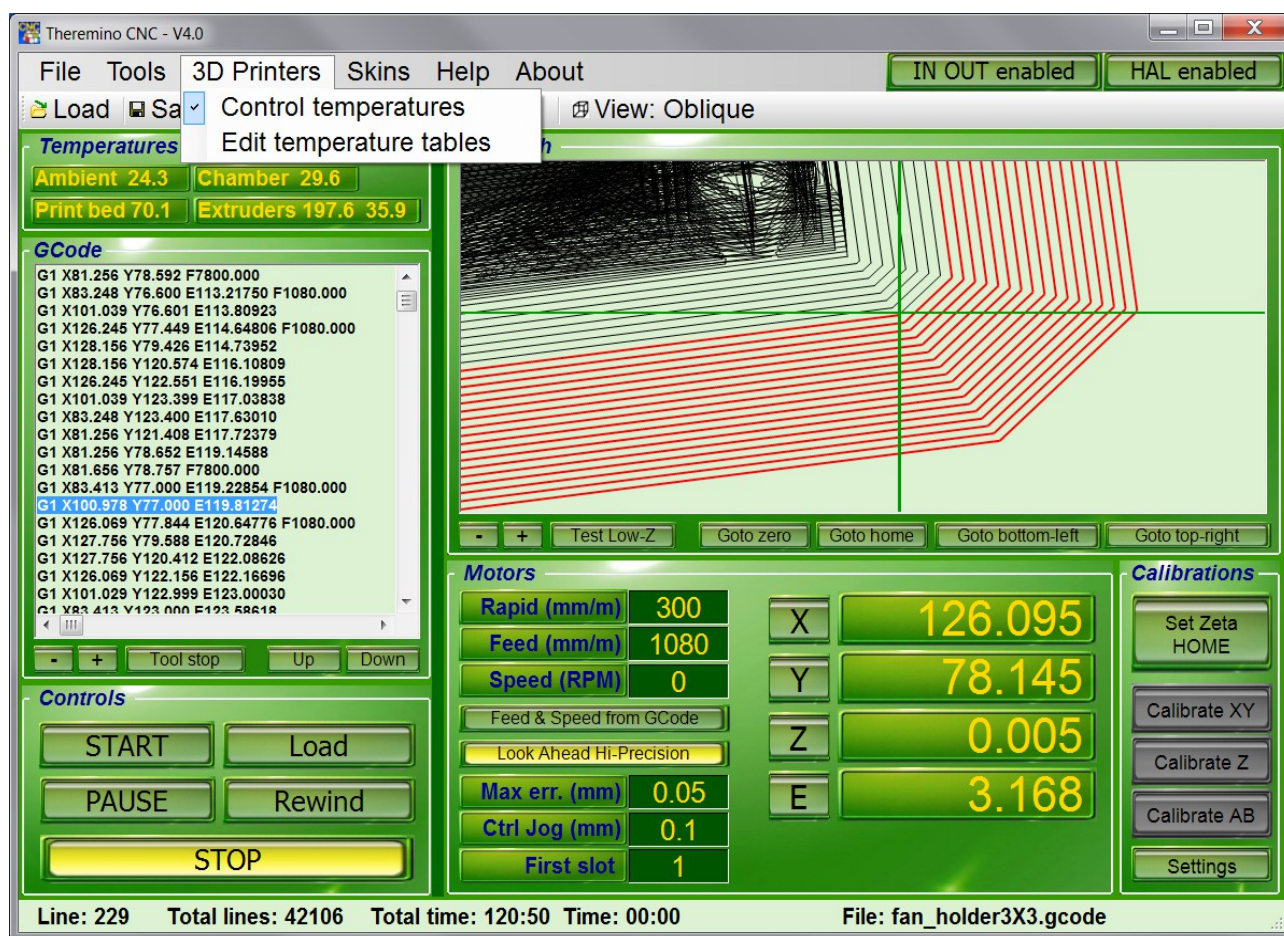 Theremino CNC - V4.0
File Tools 3D Printers Skins Help About IN OUT enabled HAL enabled
Load Sa View: Oblique
Control temperatures
Edit temperature tables
Temperatures
Ambient 24.3 Chamber 29.6
Print bed 70.1 Extruders 197.6 35.9
GCode
G1 X81.256 Y78.592 F7800.000
G1 X83.248 Y76.600 E113.21750 F1080.000
G1 X101.039 Y76.601 E113.80923
G1 X126.245 Y77.449 E114.64806 F1080.000
G1 X128.156 Y79.426 E114.73952
G1 X128.156 Y120.574 E116.10809
G1 X126.245 Y122.551 E116.19955
G1 X101.039 Y123.399 E117.03838
G1 X83.248 Y123.400 E117.63010
G1 X81.256 Y121.408 E117.72379
G1 X81.256 Y78.652 E119.14588
G1 X81.656 Y78.757 F7800.000
G1 X83.413 Y77.000 E119.22854 F1080.000
G1 X100.978 Y77.000 E119.81274
G1 X126.069 Y77.844 E120.64776 F1080.000
G1 X127.756 Y79.588 E120.72846
G1 X127.756 Y120.412 E122.08626
G1 X126.069 Y122.156 E122.16696
G1 X101.029 Y122.999 E123.00030
G1 X83.413 Y123.000 E123.58618
- + Tool stop Up Down
- + Test Low-Z Goto zero Goto home Goto bottom-left Goto top-right
Controls
START Load
PAUSE Rewind
STOP
Motors
Rapid (mm/m) 300
Feed (mm/m) 1080
Speed (RPM) 0
Feed & Speed from GCode
Look Ahead Hi-Precision
Max err. (mm) 0.05
Ctrl Jog (mm) 0.1
First slot 1
X 126.095
Y 78.145
Z 0.005
E 3.168
Calibrations
Set Zeta
HOME
Calibrate XY
Calibrate Z
Calibrate AB
Settings
Line: 229 Total lines: 42106 Total time: 120:50 Time: 00:00 File: fan_holder3X3.gcode